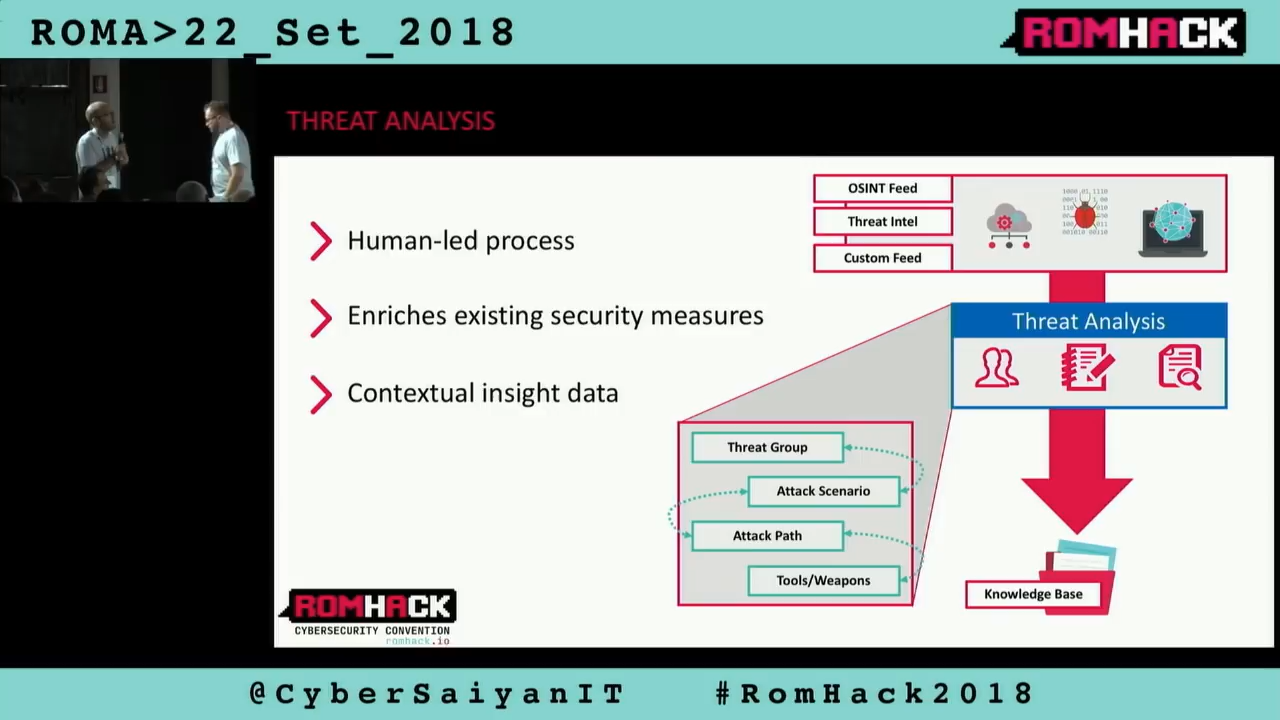 ROMA>22_Set_2018
ROMHACK
THREAT ANALYSIS
Human-led process
Enriches existing security measures
Contextual insight data
OSINT Feed
Threat Intel
Custom Feed
Threat Analysis
Threat Group
Attack Scenario
Attack Path
Tools/Weapons
Knowledge Base
ROMHACK
CYBERSECURITY CONVENTION
romhack.io
@CyberSaiyanIT #RomHack2018